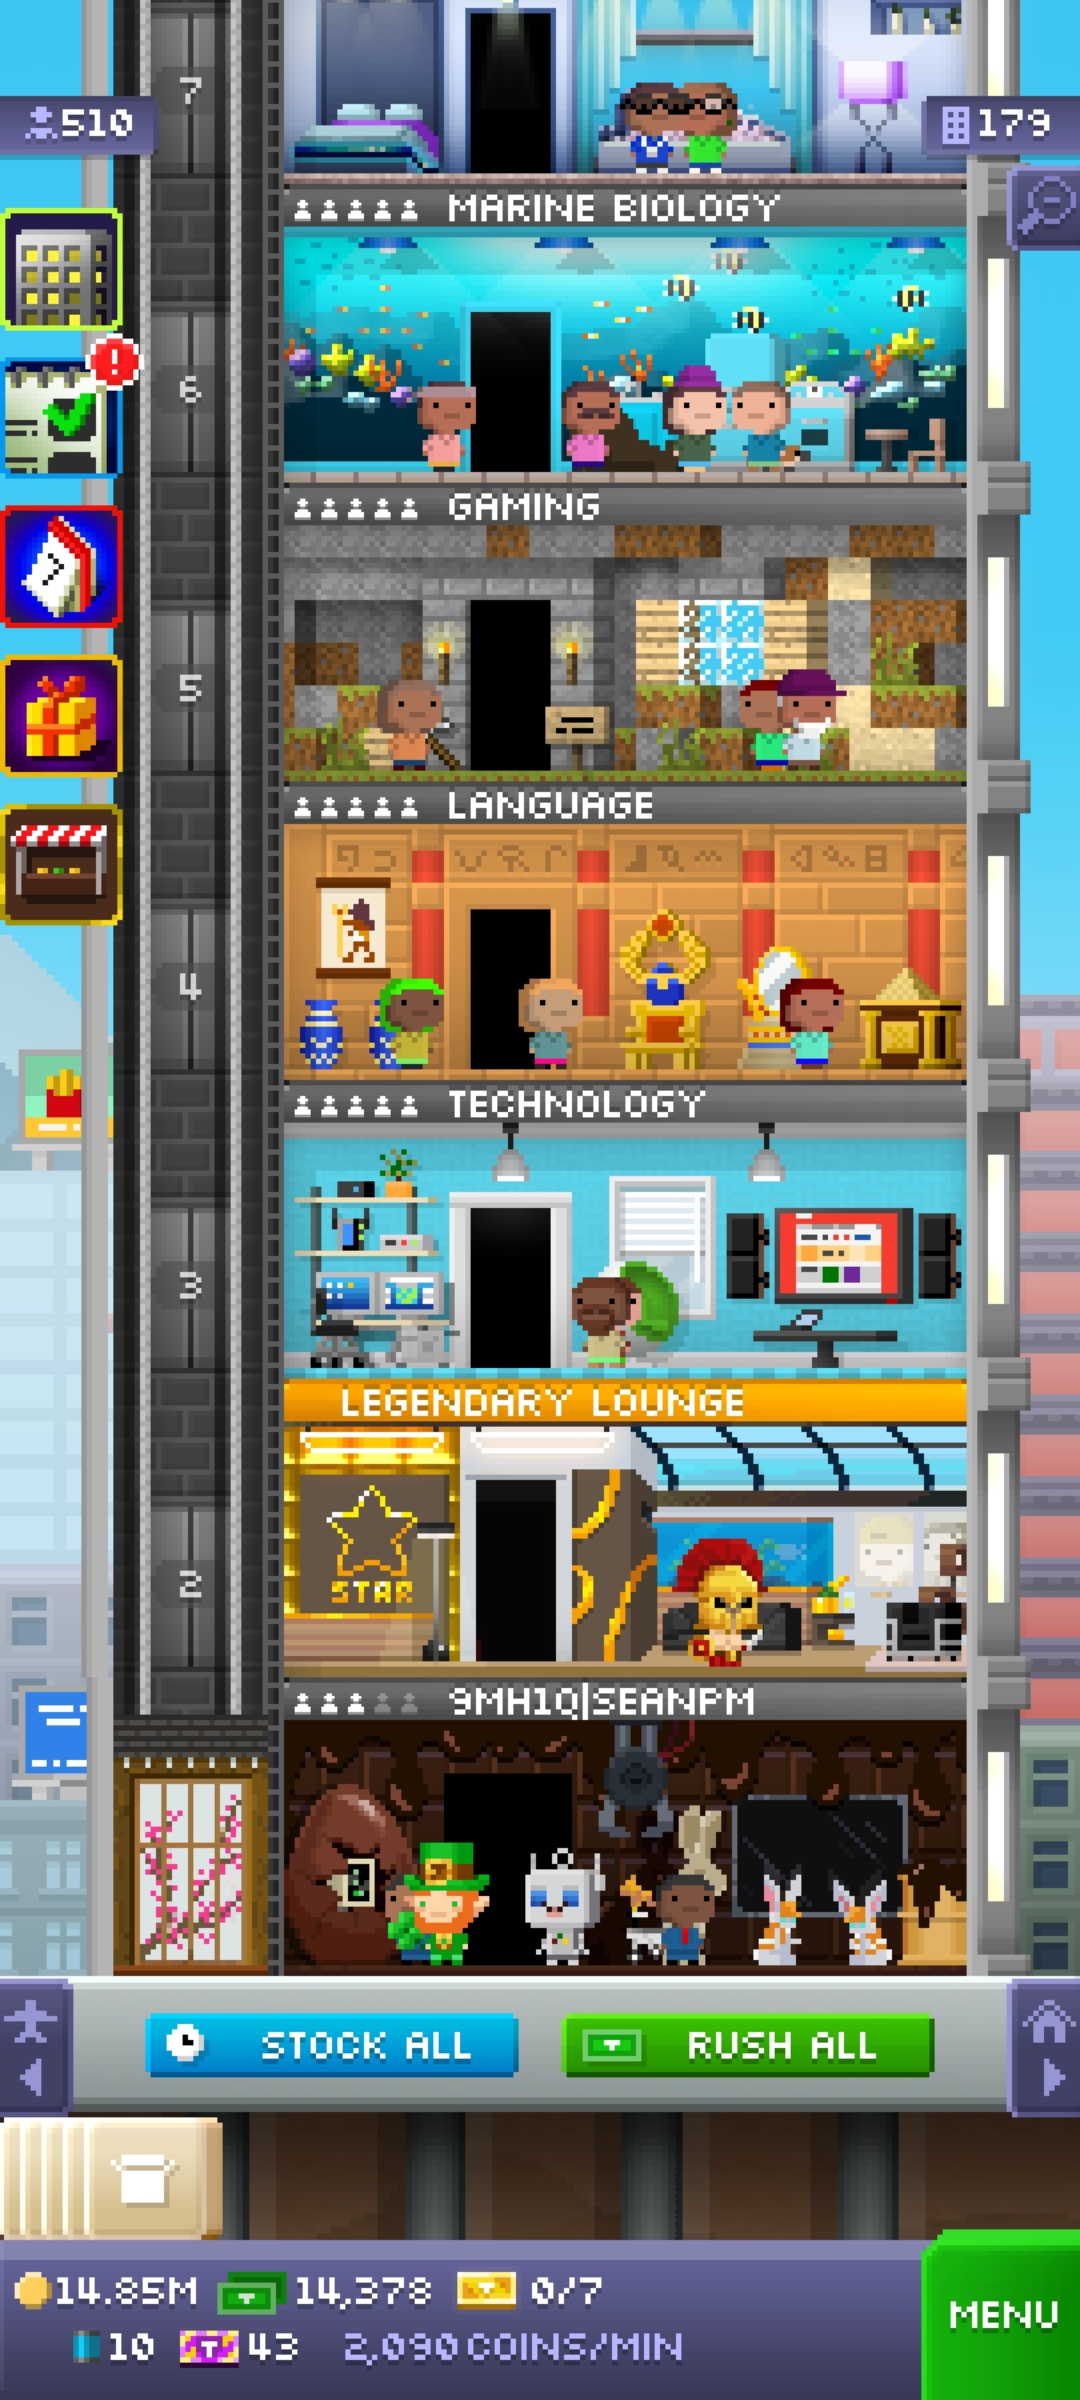 7
510
179
MARINE BIOLOGY
6
GAMING
7
5
LANGUAGE
4
TECHNOLOGY
3
LEGENDARY LOUNGE
STAR
2
9MH1Q|SEANPM
STOCK ALL
RUSH ALL
14.85M
14,378
0/7
MENU
10
43
2,090 COINS/MIN